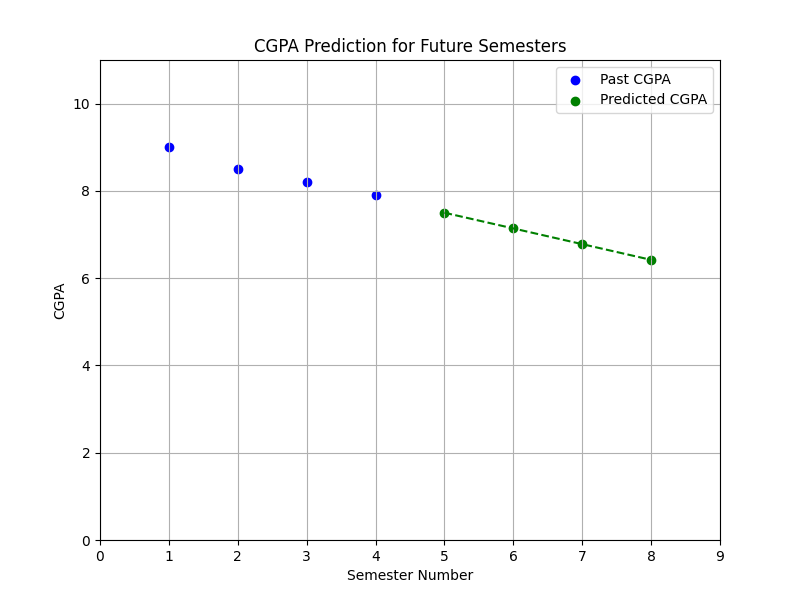 CGPA Prediction for Future Semesters
Past CGPA
Predicted CGPA
10
8
6
4
2
0
CGPA
0 1 2 3 4 5 6 7 8 9
Semester Number